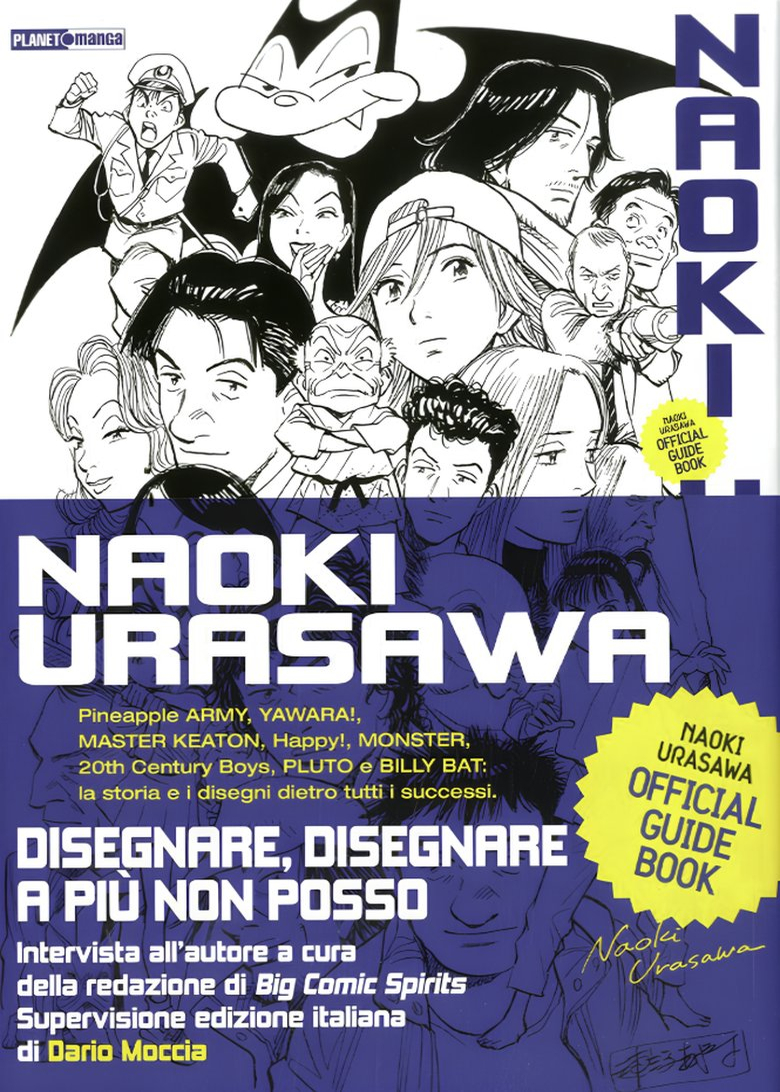 PLANET manga
NAOKI U
NAOKI
URASAWA
OFFICIAL
GUIDE
BOOK
NAOKI
URASAWA
Pineapple ARMY, YAWARA!,
MASTER KEATON, Happy!, MONSTER,
20th Century Boys, PLUTO e BILLY BAT:
la storia e i disegni dietro tutti i successi.
NAOKI
URASAWA
OFFICIAL
GUIDE
BOOK
DISEGNARE, DISEGNARE
A PIÙ NON POSSO
Intervista all'autore a cura
della redazione di Big Comic Spirits
Supervisione edizione italiana
di Dario Moccia
Naoki
Urasawa